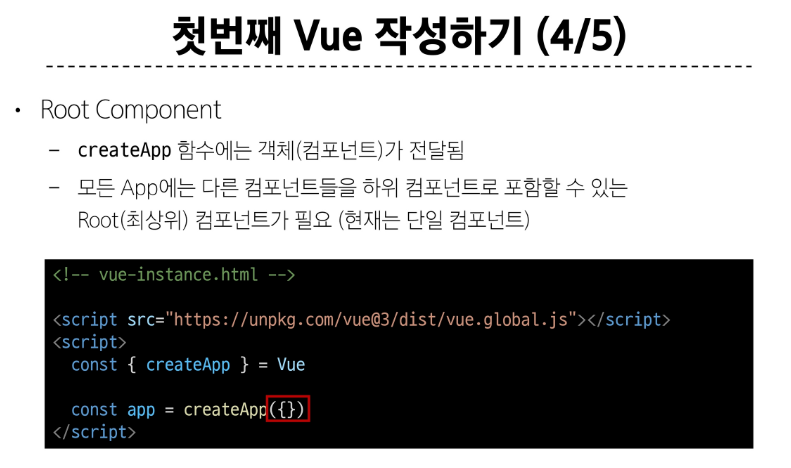 첫번째 Vue 작성하기 (4/5)
• Root Component
– createApp 함수에는 객체(컴포넌트)가 전달됨
– 모든 App에는 다른 컴포넌트들을 하위 컴포넌트로 포함할 수 있는
Root(최상위) 컴포넌트가 필요 (현재는 단일 컴포넌트)
<!-- vue-instance.html -->
<script src="https://unpkg.com/vue@3/dist/vue.global.js"></script>
<script>
const { createApp } = Vue
const app = createApp({})
</script>